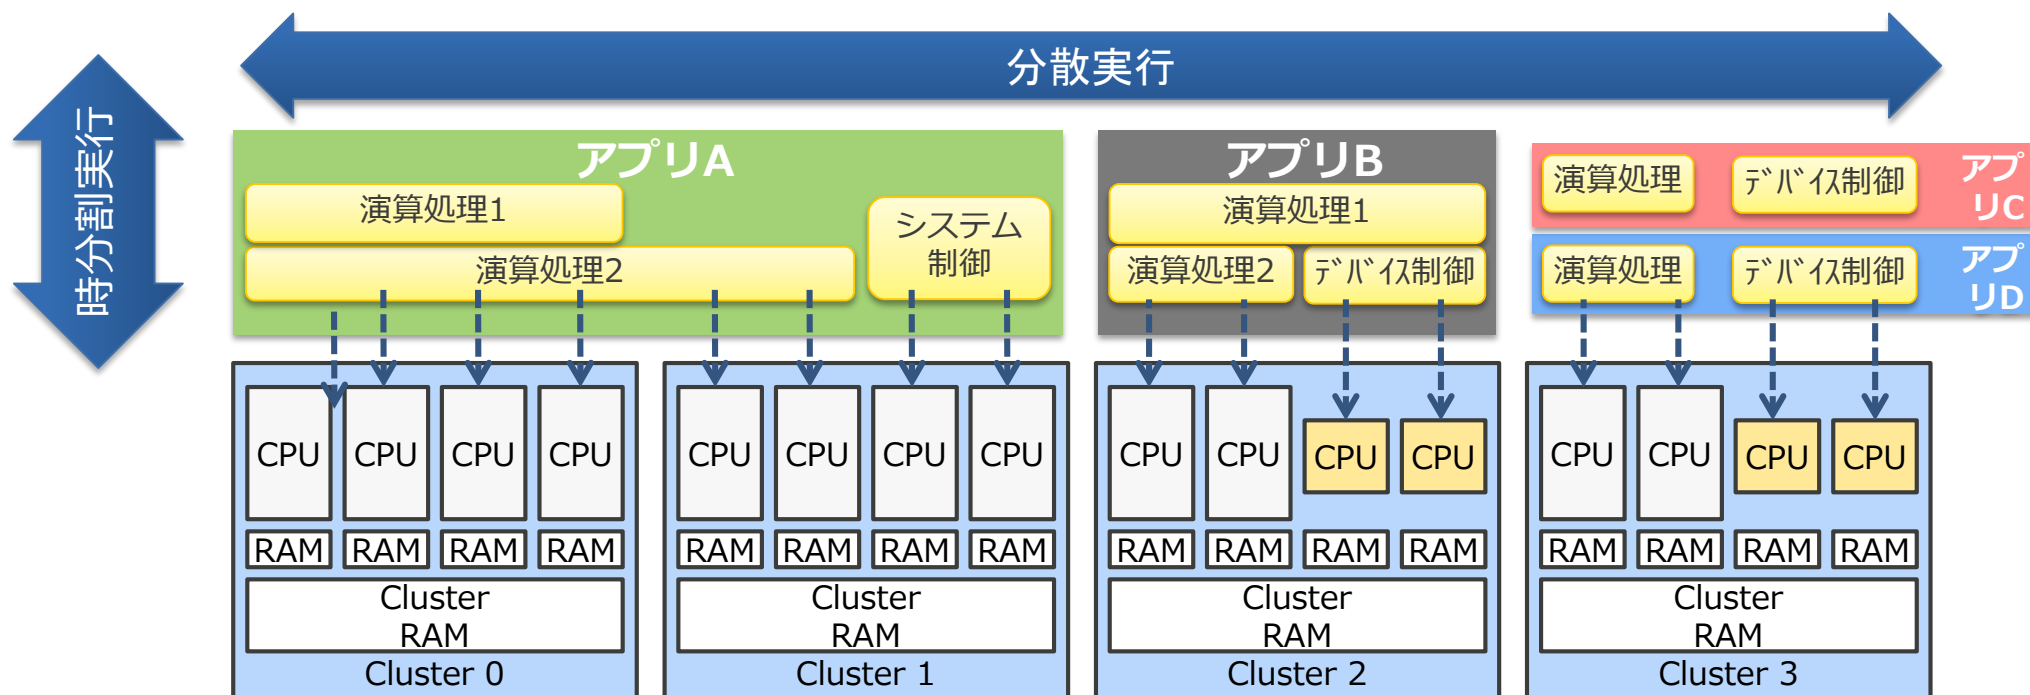 分散実行
時分割実行
アプリA
演算処理1
演算処理2
システム
制御
アプリB
演算処理1
演算処理2
ﾃﾞﾊﾞｲｽ制御
演算処理
ﾃﾞﾊﾞｲｽ制御
アプ
リC
演算処理
ﾃﾞﾊﾞｲｽ制御
アプ
リD
CPU CPU CPU CPU
RAM RAM RAM RAM
Cluster
RAM
Cluster 0
CPU CPU CPU CPU
RAM RAM RAM RAM
Cluster
RAM
Cluster 1
CPU CPU CPU CPU
RAM RAM RAM RAM
Cluster
RAM
Cluster 2
CPU CPU CPU CPU
RAM RAM RAM RAM
Cluster
RAM
Cluster 3